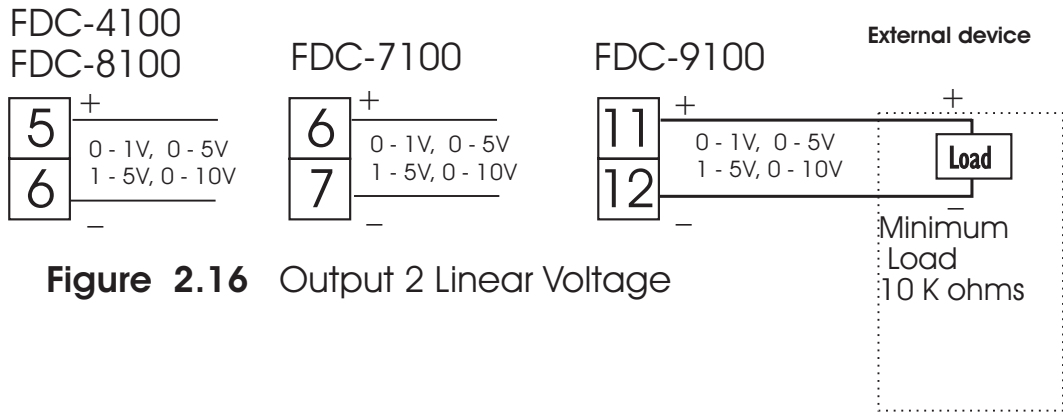 FDC-4100
FDC-8100
5
6
+
0 - 1V, 0 - 5V
1 - 5V, 0 - 10V
–
FDC-7100
6
7
+
0 - 1V, 0 - 5V
1 - 5V, 0 - 10V
–
FDC-9100
11
12
+
0 - 1V, 0 - 5V
1 - 5V, 0 - 10V
–
External device
+
Load
–
Minimum
Load
10 K ohms
Figure 2.16 Output 2 Linear Voltage